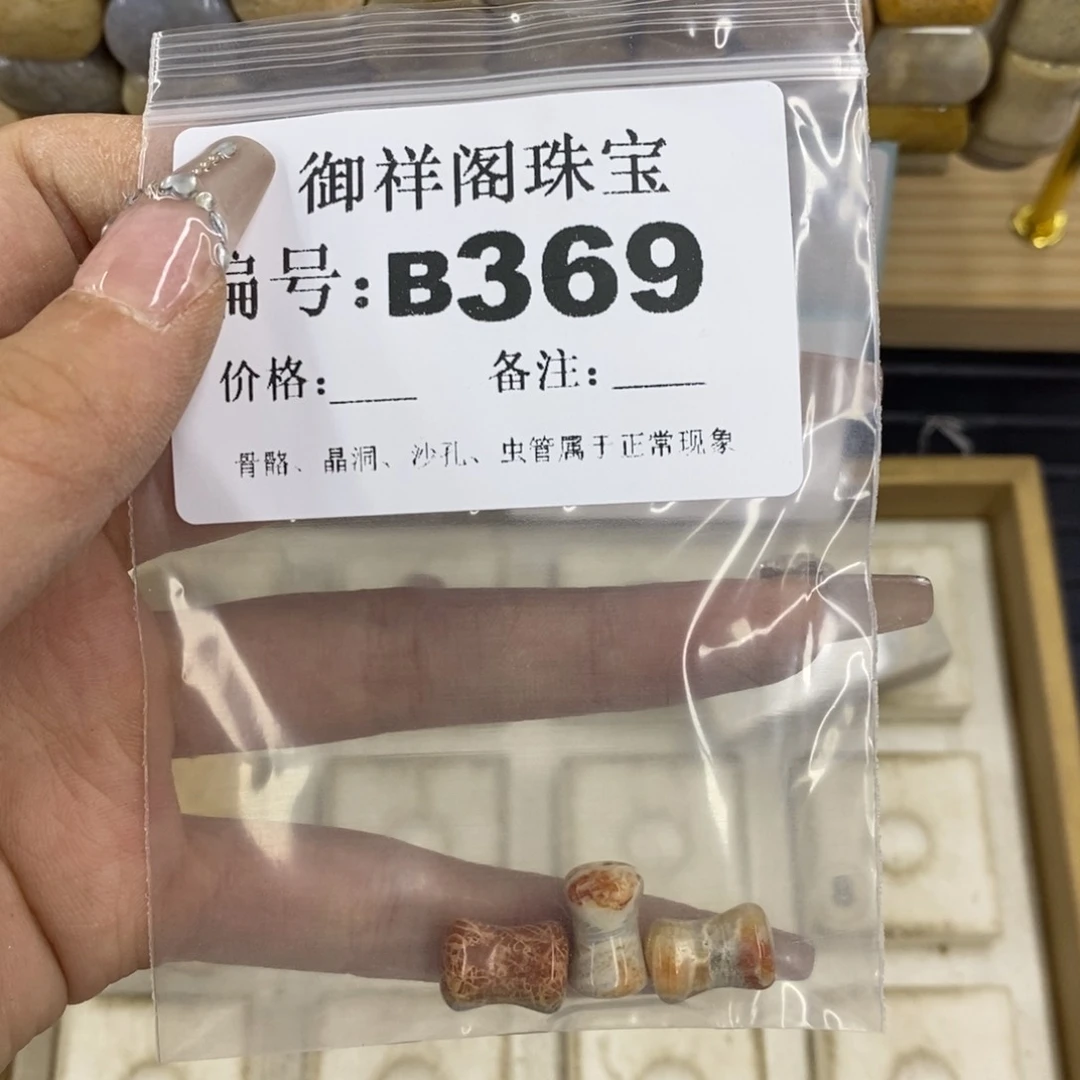 御祥阁珠宝
编号:B369
价格:____ 备注:____
骨骼、晶洞、沙孔、虫管属于正常现象